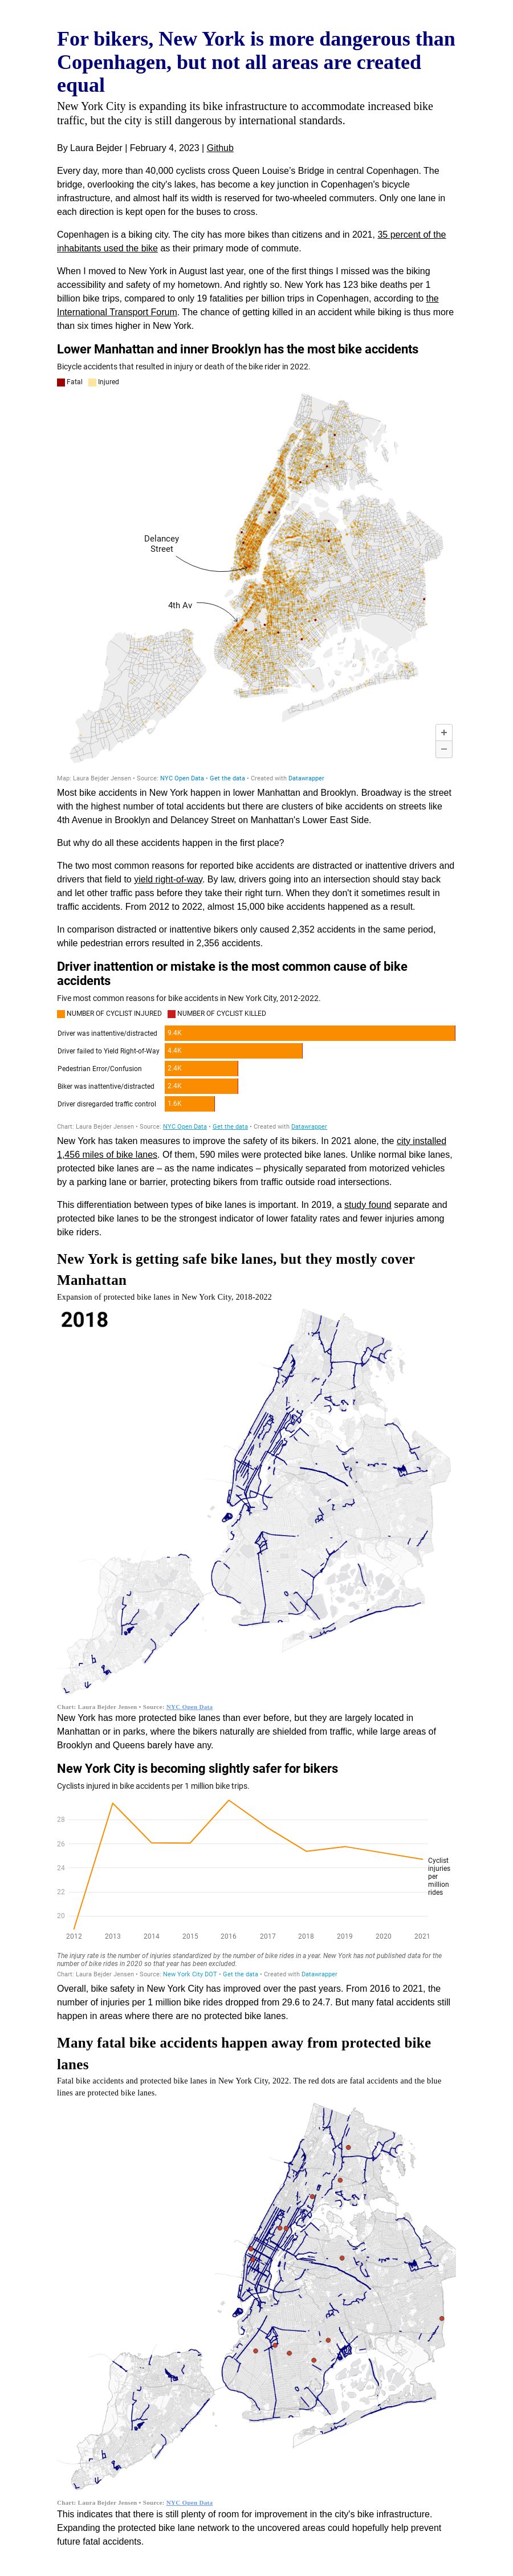 For bikers, New York is more dangerous than
Copenhagen, but not all areas are created
equal
New York City is expanding its bike infrastructure to accommodate increased bike
traffic, but the city is still dangerous by international standards.
By Laura Bejder | February 4, 2023 | Github
Every day, more than 40,000 cyclists cross Queen Louise's Bridge in central Copenhagen. The
bridge, overlooking the city's lakes, has become a key junction in Copenhagen's bicycle
infrastructure, and almost half its width is reserved for two-wheeled commuters. Only one lane in
each direction is kept open for the buses to cross.
Copenhagen is a biking city. The city has more bikes than citizens and in 2021, 35 percent of the
inhabitants used the bike as their primary mode of commute.
When I moved to New York in August last year, one of the first things I missed was the biking
accessibility and safety of my hometown. And rightly so. New York has 123 bike deaths per 1
billion bike trips, compared to only 19 fatalities per billion trips in Copenhagen, according to the
International Transport Forum. The chance of getting killed in an accident while biking is thus more
than six times higher in New York.
Lower Manhattan and inner Brooklyn has the most bike accidents
Bicycle accidents that resulted in injury or death of the bike rider in 2022.
Fatal Injured
Delancey
Street
4th Av
+
−
Map: Laura Bejder Jensen • Source: NYC Open Data • Get the data • Created with Datawrapper
Most bike accidents in New York happen in lower Manhattan and Brooklyn. Broadway is the street
with the highest number of total accidents but there are clusters of bike accidents on streets like
4th Avenue in Brooklyn and Delancey Street on Manhattan's Lower East Side.
But why do all these accidents happen in the first place?
The two most common reasons for reported bike accidents are distracted or inattentive drivers and
drivers that field to yield right-of-way. By law, drivers going into an intersection should stay back
and let other traffic pass before they take their right turn. When they don't it sometimes result in
traffic accidents. From 2012 to 2022, almost 15,000 bike accidents happened as a result.
In comparison distracted or inattentive bikers only caused 2,352 accidents in the same period,
while pedestrian errors resulted in 2,356 accidents.
Driver inattention or mistake is the most common cause of bike
accidents
Five most common reasons for bike accidents in New York City, 2012-2022.
NUMBER OF CYCLIST INJURED NUMBER OF CYCLIST KILLED
Driver was inattentive/distracted 9.4K
Driver failed to Yield Right-of-Way 4.4K
Pedestrian Error/Confusion 2.4K
Biker was inattentive/distracted 2.4K
Driver disregarded traffic control 1.6K
Chart: Laura Bejder Jensen • Source: NYC Open Data • Get the data • Created with Datawrapper
New York has taken measures to improve the safety of its bikers. In 2021 alone, the city installed
1,456 miles of bike lanes. Of them, 590 miles were protected bike lanes. Unlike normal bike lanes,
protected bike lanes are – as the name indicates – physically separated from motorized vehicles
by a parking lane or barrier, protecting bikers from traffic outside road intersections.
This differentiation between types of bike lanes is important. In 2019, a study found separate and
protected bike lanes to be the strongest indicator of lower fatality rates and fewer injuries among
bike riders.
New York is getting safe bike lanes, but they mostly cover
Manhattan
Expansion of protected bike lanes in New York City, 2018-2022
2018
Chart: Laura Bejder Jensen • Source: NYC Open Data
New York has more protected bike lanes than ever before, but they are largely located in
Manhattan or in parks, where the bikers naturally are shielded from traffic, while large areas of
Brooklyn and Queens barely have any.
New York City is becoming slightly safer for bikers
Cyclists injured in bike accidents per 1 million bike trips.
28
26
24
22
20
Cyclist
injuries
per
million
rides
2012 2013 2014 2015 2016 2017 2018 2019 2020 2021
The injury rate is the number of injuries standardized by the number of bike rides in a year. New York has not published data for the
number of bike rides in 2020 so that year has been excluded.
Chart: Laura Bejder Jensen • Source: New York City DOT • Get the data • Created with Datawrapper
Overall, bike safety in New York City has improved over the past years. From 2016 to 2021, the
number of injuries per 1 million bike rides dropped from 29.6 to 24.7. But many fatal accidents still
happen in areas where there are no protected bike lanes.
Many fatal bike accidents happen away from protected bike
lanes
Fatal bike accidents and protected bike lanes in New York City, 2022. The red dots are fatal accidents and the blue
lines are protected bike lanes.
Chart: Laura Bejder Jensen • Source: NYC Open Data
This indicates that there is still plenty of room for improvement in the city's bike infrastructure.
Expanding the protected bike lane network to the uncovered areas could hopefully help prevent
future fatal accidents.